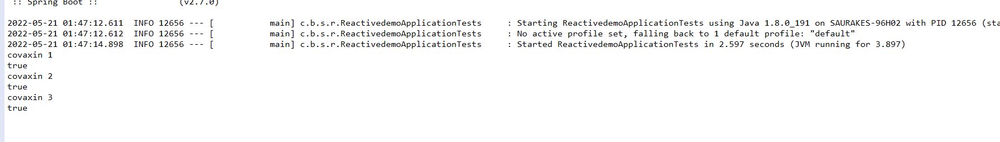 :: Spring Boot ::                (v2.7.0)
2022-05-21 01:47:12.611  INFO 12656 --- [           main] c.b.s.r.ReactivedemoApplicationTests     : Starting ReactivedemoApplicationTests using Java 1.8.0_191 on SAURAKES-96H02 with PID 12656 (sta
2022-05-21 01:47:12.612  INFO 12656 --- [           main] c.b.s.r.ReactivedemoApplicationTests     : No active profile set, falling back to 1 default profile: "default"
2022-05-21 01:47:14.898  INFO 12656 --- [           main] c.b.s.r.ReactivedemoApplicationTests     : Started ReactivedemoApplicationTests in 2.597 seconds (JVM running for 3.897)
covaxin 1
true
covaxin 2
true
covaxin 3
true